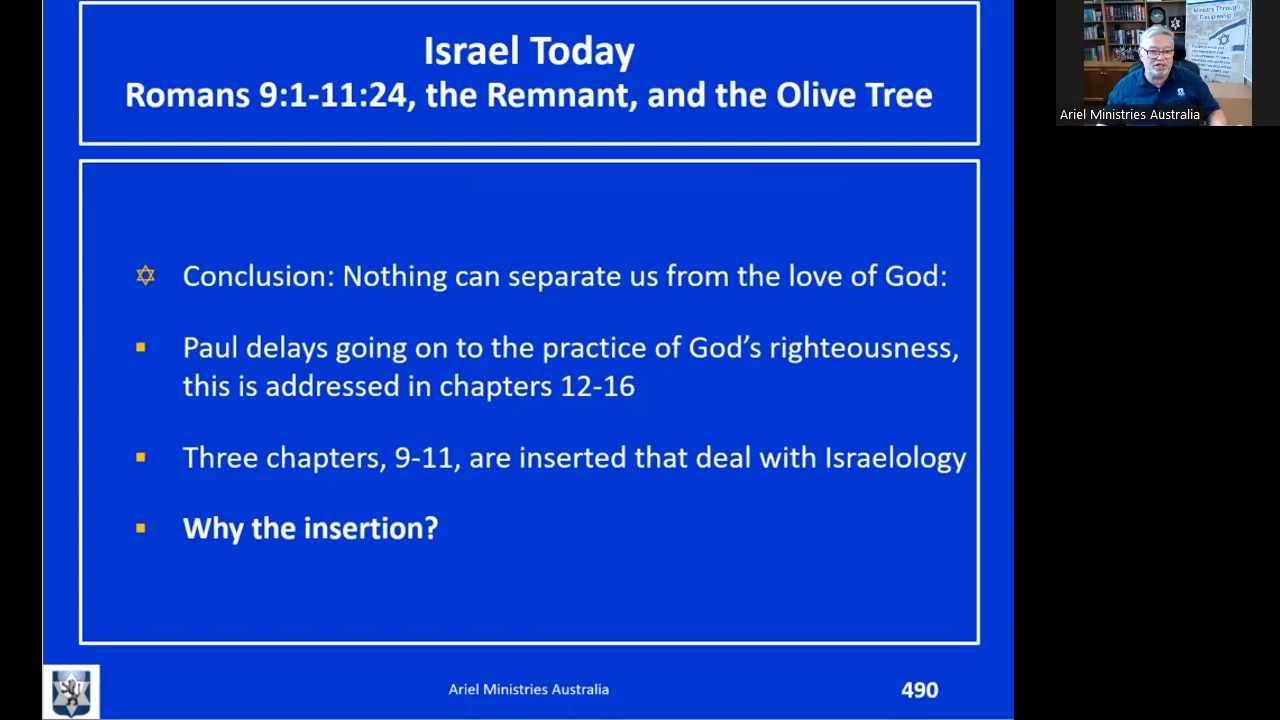 Israel Today
Romans 9:1-11:24, the Remnant, and the Olive Tree
Conclusion: Nothing can separate us from the love of God:
Paul delays going on to the practice of God’s righteousness,
this is addressed in chapters 12-16
Three chapters, 9-11, are inserted that deal with Israelology
Why the insertion?
Ariel Ministries Australia
490
Ministry Through
Discipleship
Ariel Ministries Australia